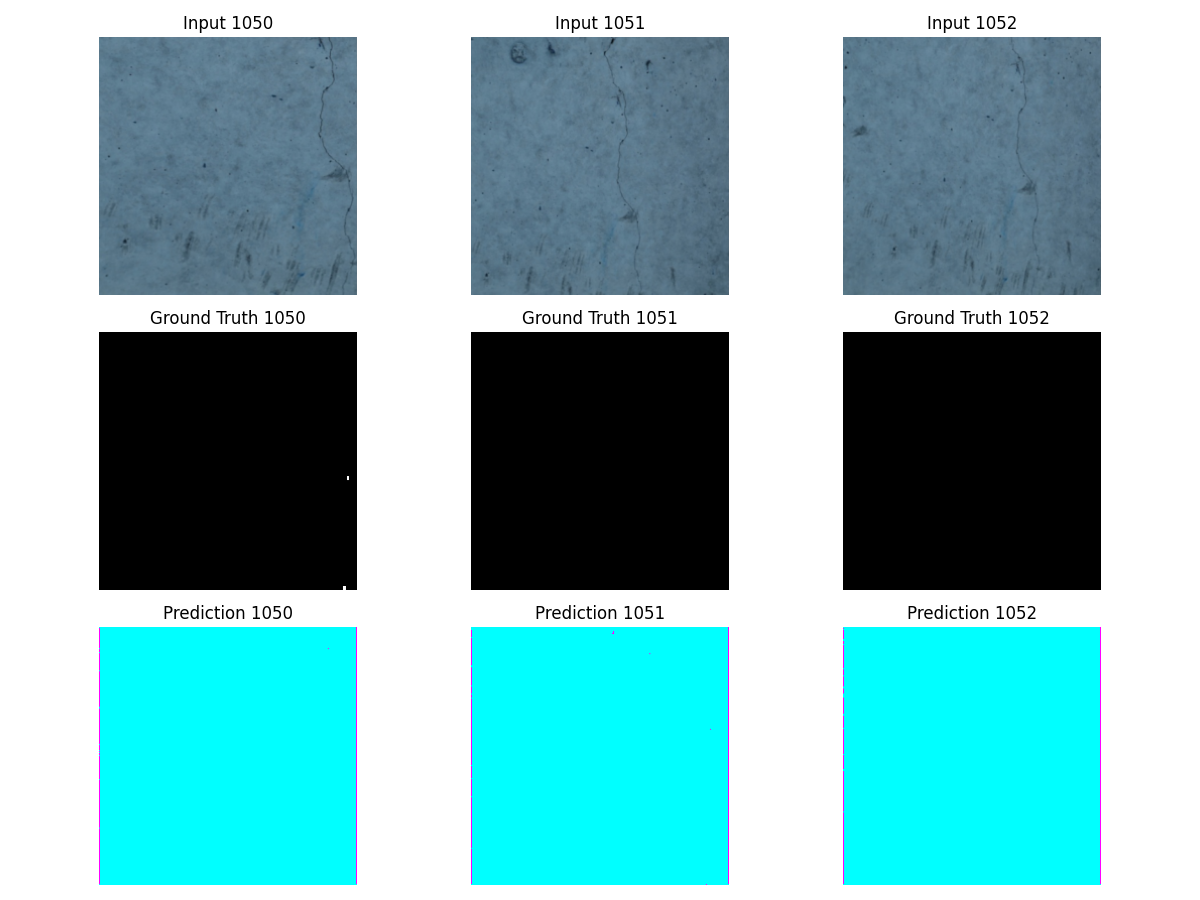 Input 1050
Input 1051
Input 1052
Ground Truth 1050
Ground Truth 1051
Ground Truth 1052
Prediction 1050
Prediction 1051
Prediction 1052